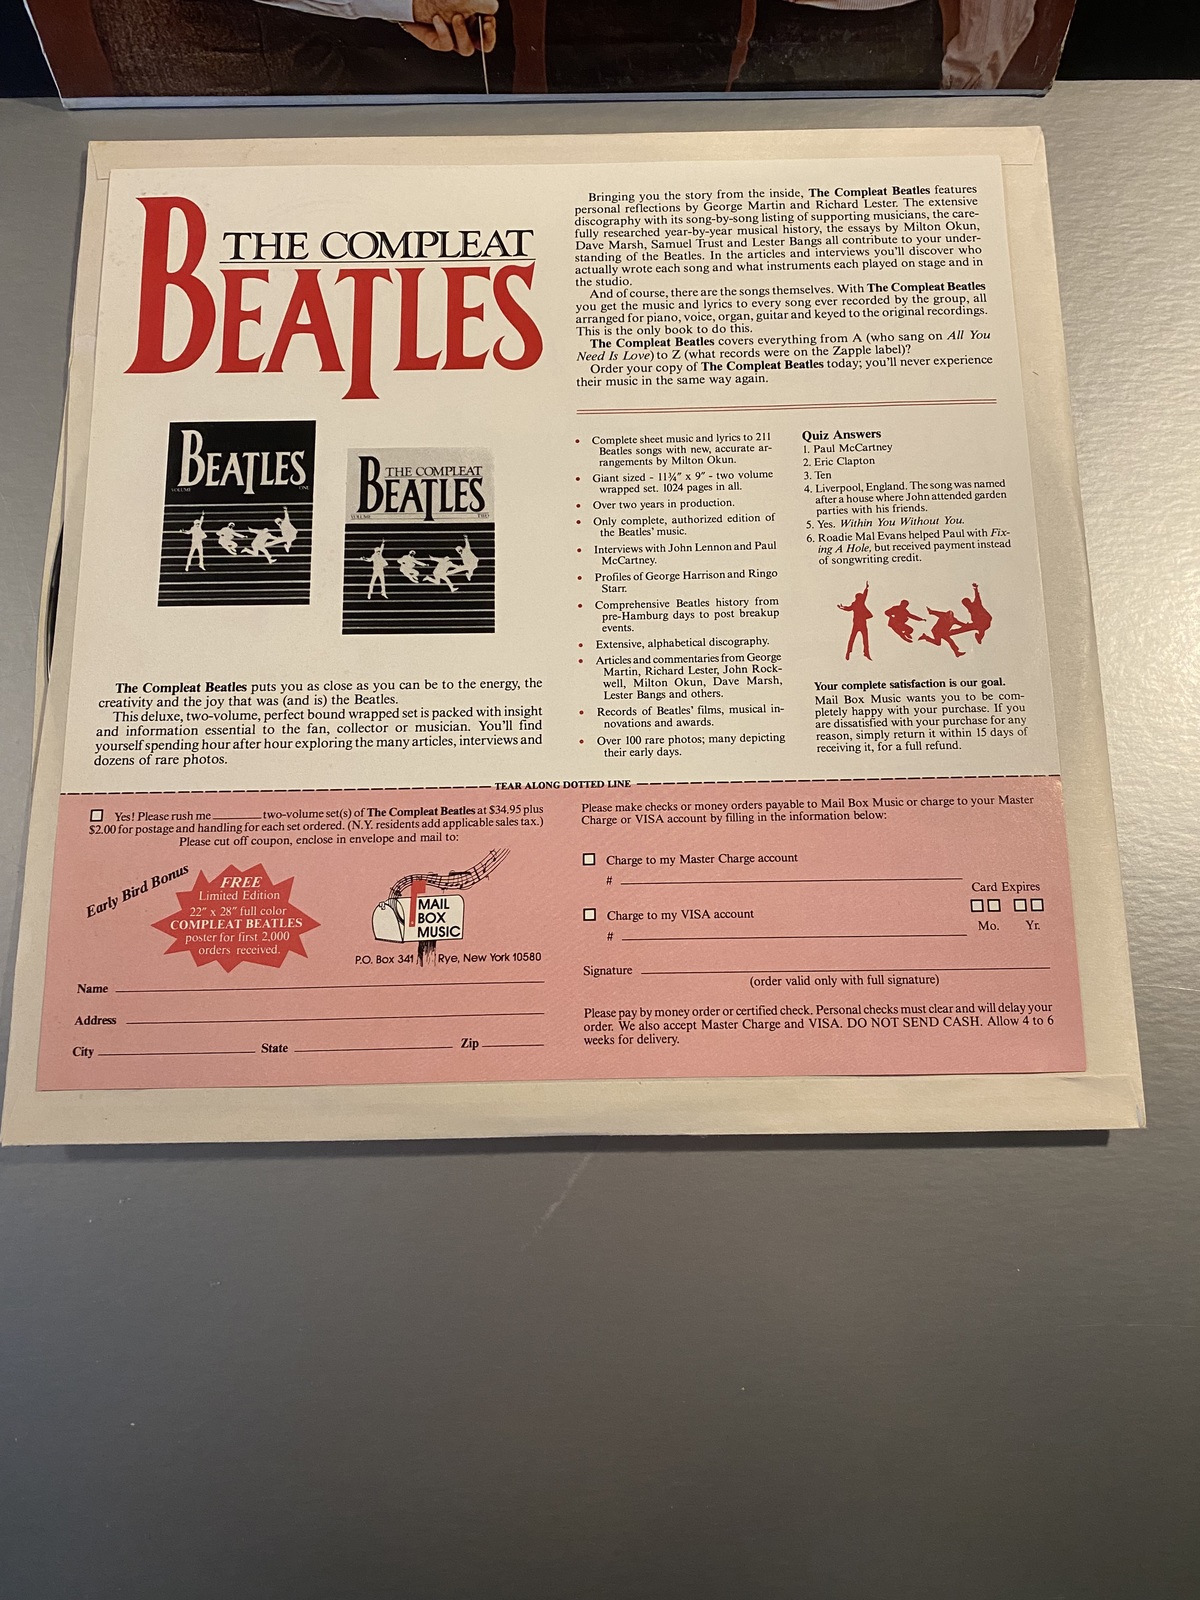 THE COMPLEAT
BEATLES
Bringing you the story from the inside, The Compleat Beatles features
personal reflections by George Martin and Richard Lester. The extensive
discography with its song-by-song listing of supporting musicians, the care-
fully researched year-by-year musical history, the essays by Milton Okun,
Dave Marsh, Samuel Trust and Lester Bangs all contribute to your under-
standing of the Beatles. In the articles and interviews you'll discover who
actually wrote each song and what instruments each played on stage and in
the studio.
And of course, there are the songs themselves. With The Compleat Beatles
you get the music and lyrics to every song ever recorded by the group, all
arranged for piano, voice, organ, guitar and keyed to the original recordings.
This is the only book to do this.
The Compleat Beatles covers everything from A (who sang on All You
Need Is Love) to Z (what records were on the Zapple label)?
Order your copy of The Compleat Beatles today; you'll never experience
their music in the same way again.
BEATLES
VOLUME ONE
THE COMPLEAT
BEATLES
VOLUME TWO
The Compleat Beatles puts you as close as you can be to the energy, the
creativity and the joy that was (and is) the Beatles.
This deluxe, two-volume, perfect bound wrapped set is packed with insight
and information essential to the fan, collector or musician. You'll find
yourself spending hour after hour exploring the many articles, interviews and
dozens of rare photos.
• Complete sheet music and lyrics to 211
Beatles songs with new, accurate ar-
rangements by Milton Okun.
• Giant sized - 11¾" x 9" - two volume
wrapped set. 1024 pages in all.
• Over two years in production.
• Only complete, authorized edition of
the Beatles' music.
• Interviews with John Lennon and Paul
McCartney.
• Profiles of George Harrison and Ringo
Starr.
• Comprehensive Beatles history from
pre-Hamburg days to post breakup
events.
• Extensive, alphabetical discography.
• Articles and commentaries from George
Martin, Richard Lester, John Rock-
well, Milton Okun, Dave Marsh,
Lester Bangs and others.
• Records of Beatles' films, musical in-
novations and awards.
• Over 100 rare photos; many depicting
their early days.
Quiz Answers
1. Paul McCartney
2. Eric Clapton
3. Ten
4. Liverpool, England. The song was named
after a house where John attended garden
parties with his friends.
5. Yes. Within You Without You.
6. Roadie Mal Evans helped Paul with Fix-
ing A Hole, but received payment instead
of songwriting credit.
Your complete satisfaction is our goal.
Mail Box Music wants you to be com-
pletely happy with your purchase. If you
are dissatisfied with your purchase for any
reason, simply return it within 15 days of
receiving it, for a full refund.
TEAR ALONG DOTTED LINE
Yes! Please rush me ________ two-volume set(s) of The Compleat Beatles at $34.95 plus
$2.00 for postage and handling for each set ordered. (N.Y. residents add applicable sales tax.)
Please cut off coupon, enclose in envelope and mail to:
Early Bird Bonus
FREE
Limited Edition
22" x 28" full color
COMPLEAT BEATLES
poster for first 2,000
orders received.
MAIL
BOX
MUSIC
P.O. Box 341 Rye, New York 10580
Name
Address
City State Zip
Please make checks or money orders payable to Mail Box Music or charge to your Master
Charge or VISA account by filling in the information below:
Charge to my Master Charge account
#
Charge to my VISA account
#
Card Expires
Mo. Yr.
Signature
(order valid only with full signature)
Please pay by money order or certified check. Personal checks must clear and will delay your
order. We also accept Master Charge and VISA. DO NOT SEND CASH. Allow 4 to 6
weeks for delivery.